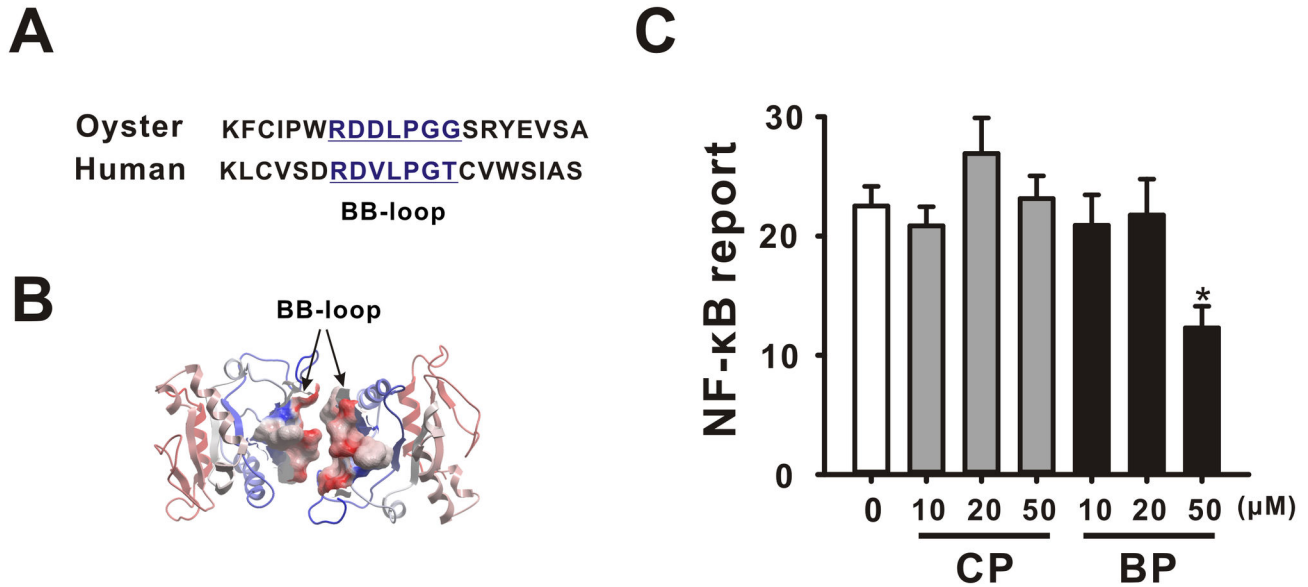 A
Oyster KFCIPWRDDLPGGSRYEVSA
Human KLCVSDRDVLPGTCVWSIAS
BB-loop
B
BB-loop
C
NF-κB report
30
20
10
0
*
0 10 20 50 10 20 50 (μM)
CP BP